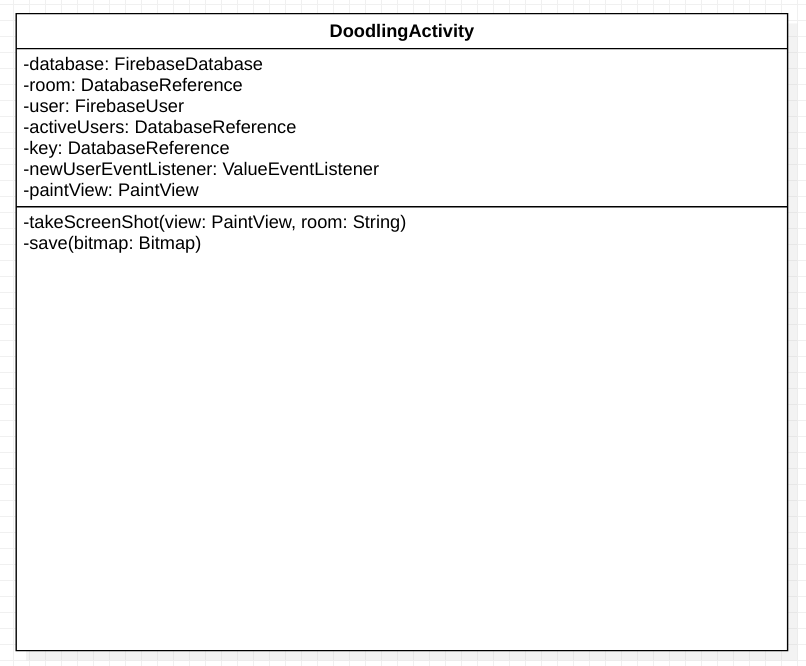 DoodlingActivity
-database: FirebaseDatabase
-room: DatabaseReference
-user: FirebaseUser
-activeUsers: DatabaseReference
-key: DatabaseReference
-newUserEventListener: ValueEventListener
-paintView: PaintView
-takeScreenShot(view: PaintView, room: String)
-save(bitmap: Bitmap)